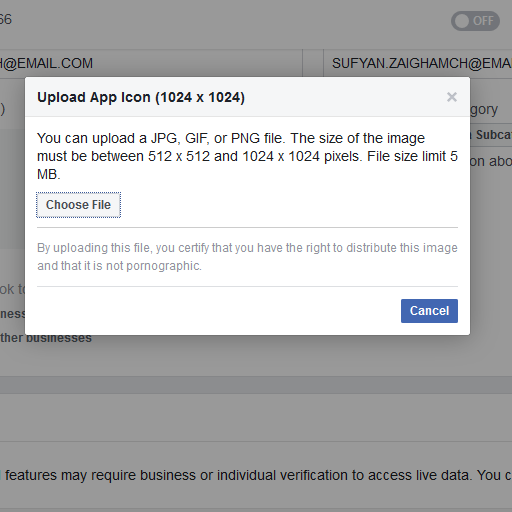 66
OFF
H@EMAIL.COM
SUFYAN.ZAIGHAMCH@EMA
Upload App Icon (1024 x 1024) ×
)
gory
You can upload a JPG, GIF, or PNG file. The size of the image
must be between 512 x 512 and 1024 x 1024 pixels. File size limit 5
MB.
Subcat
on abo
Choose File
By uploading this file, you certify that you have the right to distribute this image
and that it is not pornographic.
ok to
ness
Cancel
ther businesses
features may require business or individual verification to access live data. You c